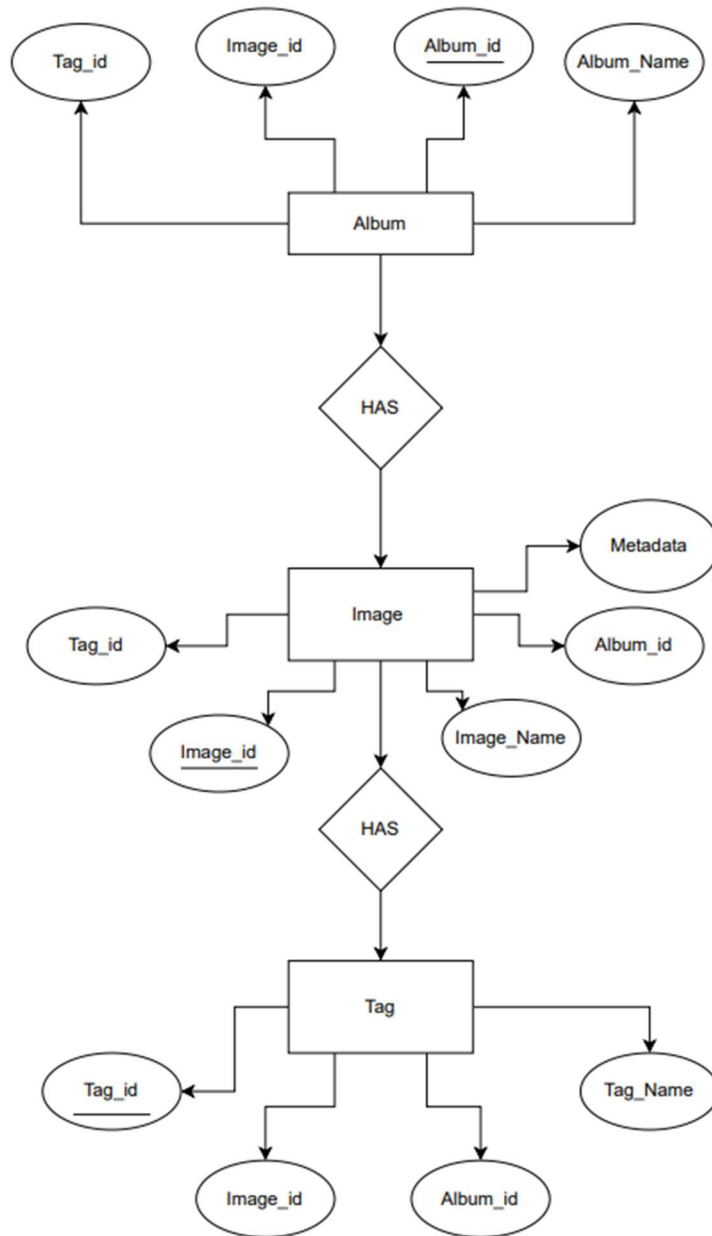 Tag_id
Image_id
Album_id
Album_Name
Album
HAS
Metadata
Image
Tag_id
Album_id
Image_id
Image_Name
HAS
Tag
Tag_id
Tag_Name
Image_id
Album_id